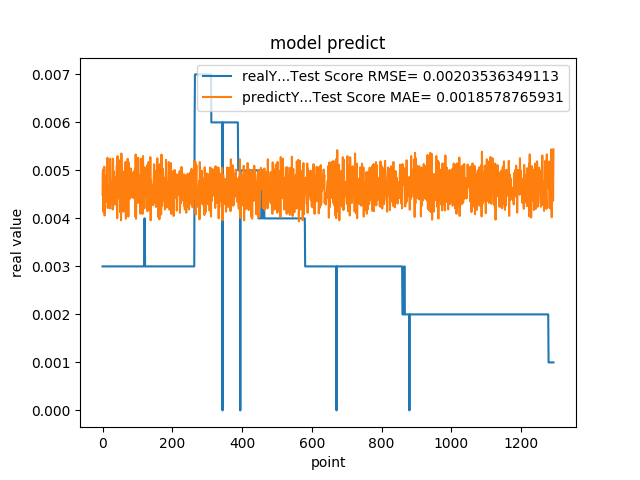 model predict
realY...Test Score RMSE= 0.00203536349113
predictY...Test Score MAE= 0.0018578765931
0.007
0.006
0.005
0.004
0.003
0.002
0.001
0.000
real value
0 200 400 600 800 1000 1200
point